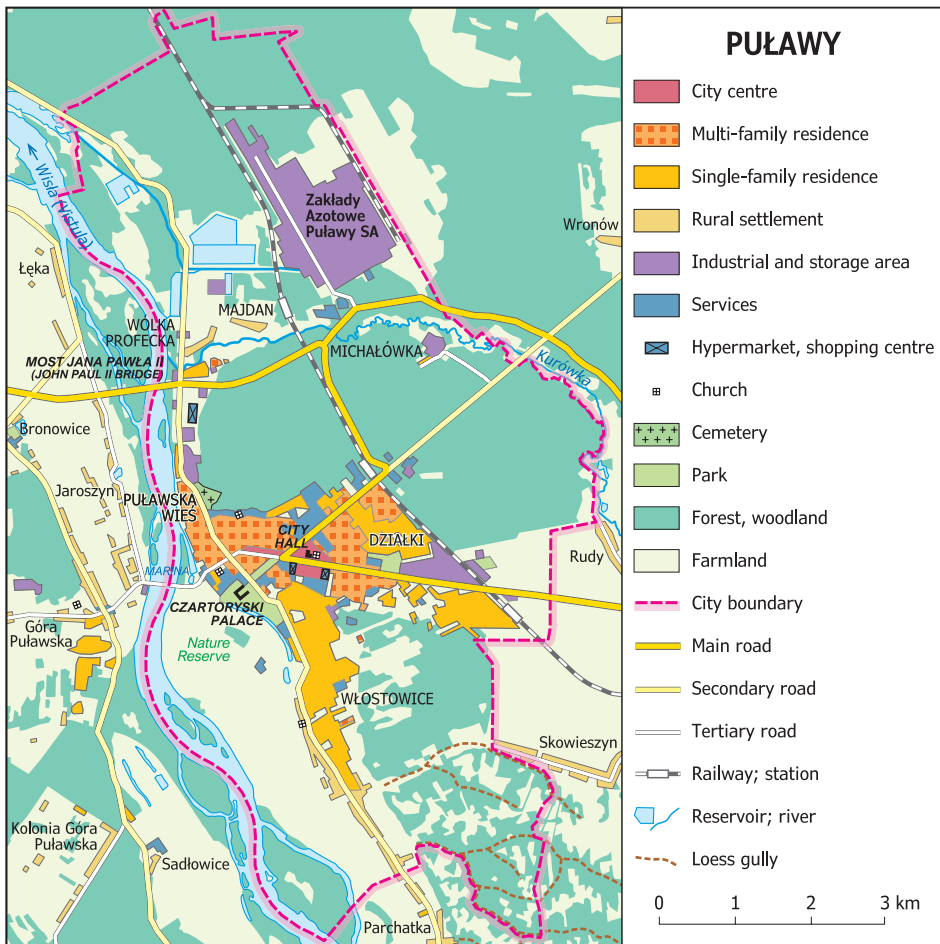 Zakłady
Azotowe
Puławy SA
Wronów
Wisła (Vistula)
Łęka
MAJDAN
WÓLKA
PROFECKA
MICHAŁÓWKA
Kurówka
MOST JANA PAWŁA II
(JOHN PAUL II BRIDGE)
Bronowice
Jaroszyn
PUŁAWSKA
WIEŚ
CITY
HALL
DZIAŁKI
Rudy
MARINA
CZARTORYSKI
PALACE
Góra
Puławska
Nature
Reserve
WŁOSTOWICE
Skowieszyn
Kolonia Góra
Puławska
Sadłowice
Parchatka
PUŁAWY
City centre
Multi-family residence
Single-family residence
Rural settlement
Industrial and storage area
Services
Hypermarket, shopping centre
Church
Cemetery
Park
Forest, woodland
Farmland
City boundary
Main road
Secondary road
Tertiary road
Railway; station
Reservoir; river
Loess gully
0 1 2 3 km